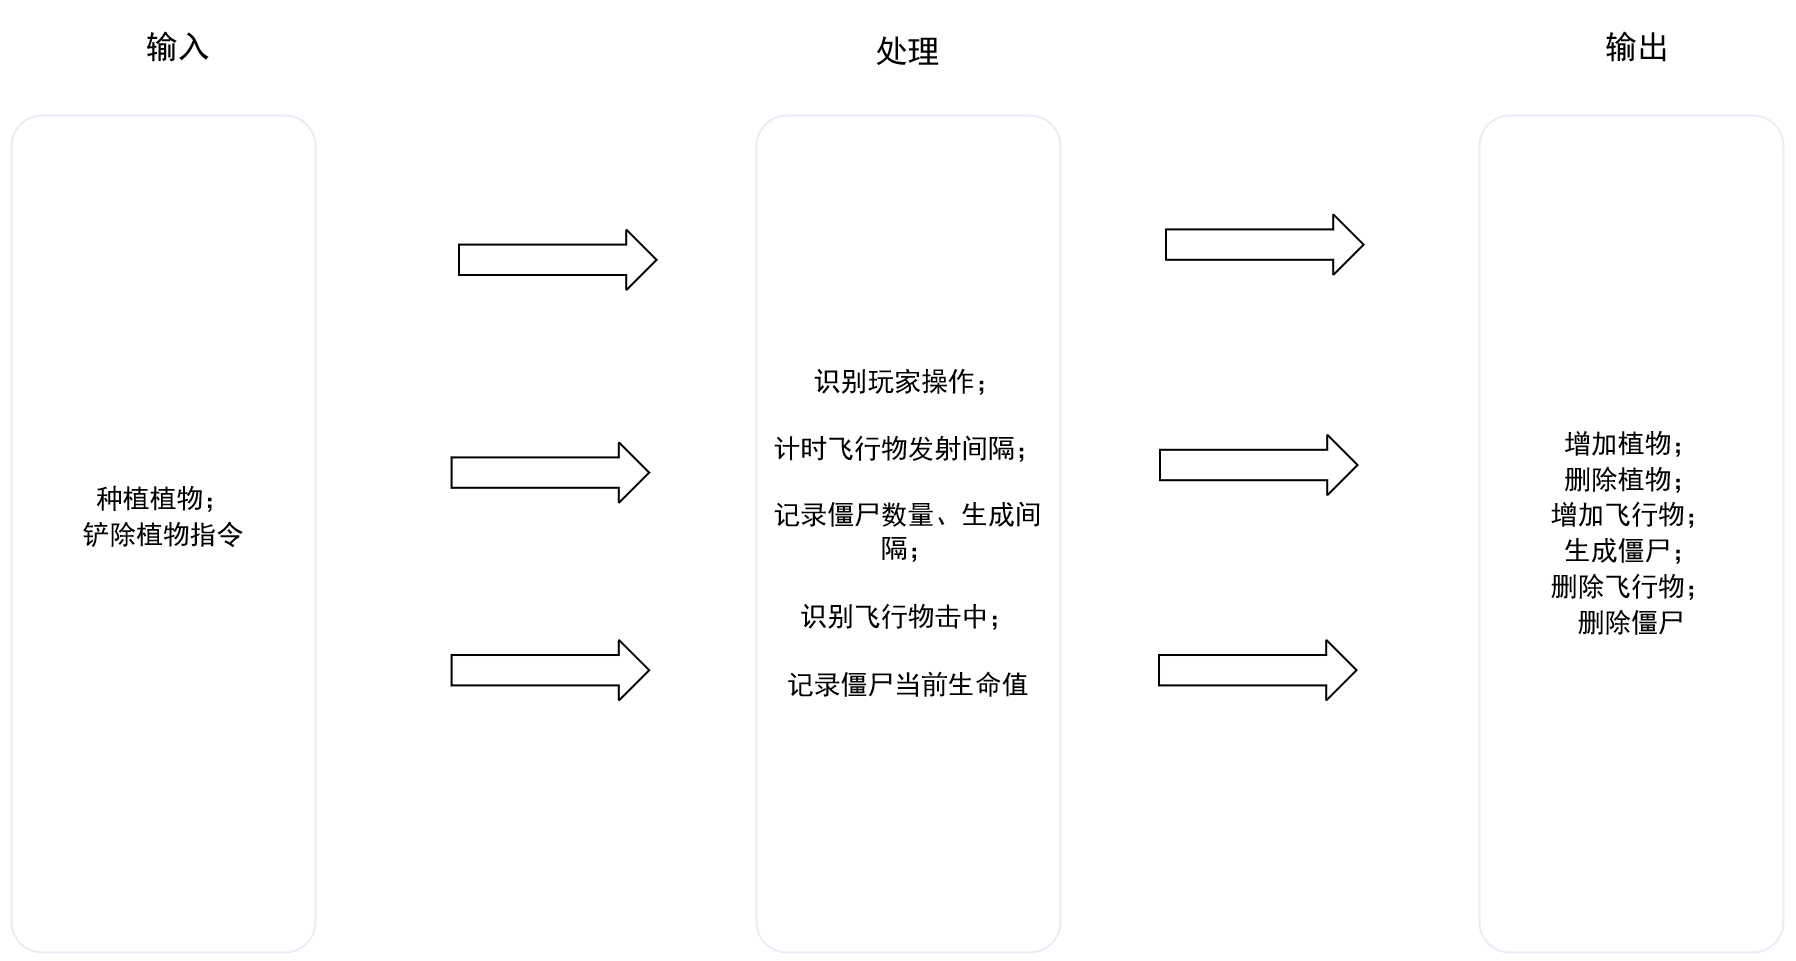 输入
处理
输出
种植植物；
铲除植物指令
识别玩家操作；
计时飞行物发射间隔；
记录僵尸数量、生成间
隔；
识别飞行物击中；
记录僵尸当前生命值
增加植物；
删除植物；
增加飞行物；
生成僵尸；
删除飞行物；
删除僵尸